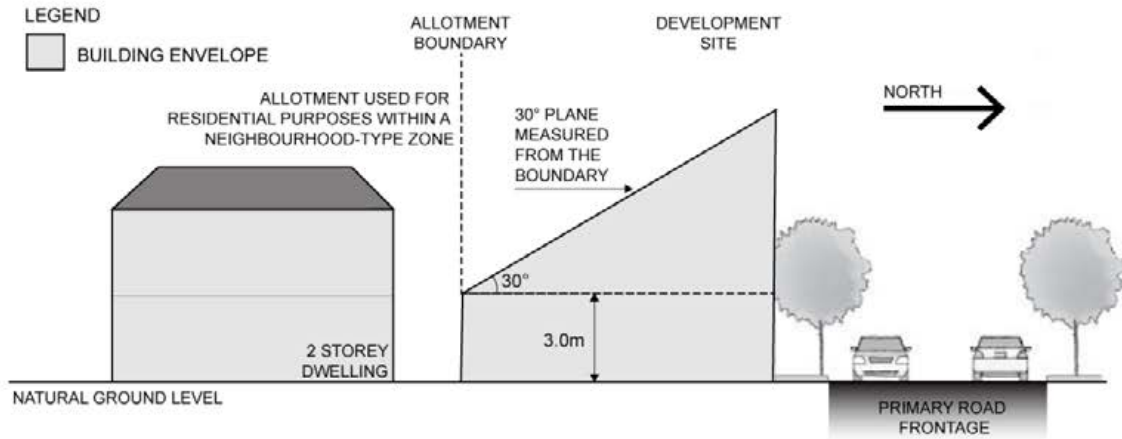 LEGEND
BUILDING ENVELOPE
ALLOTMENT
BOUNDARY
DEVELOPMENT
SITE
ALLOTMENT USED FOR
RESIDENTIAL PURPOSES WITHIN A
NEIGHBOURHOOD-TYPE ZONE
30° PLANE
MEASURED
FROM THE
BOUNDARY
NORTH
30°
3.0m
2 STOREY
DWELLING
NATURAL GROUND LEVEL
PRIMARY ROAD
FRONTAGE